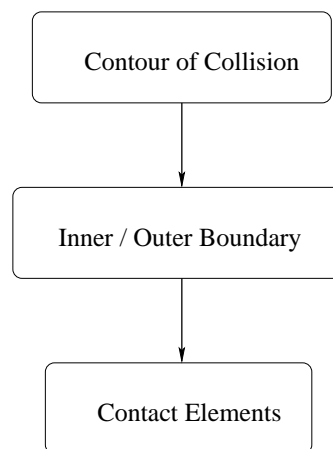 Contour of Collision
Inner / Outer Boundary
Contact Elements